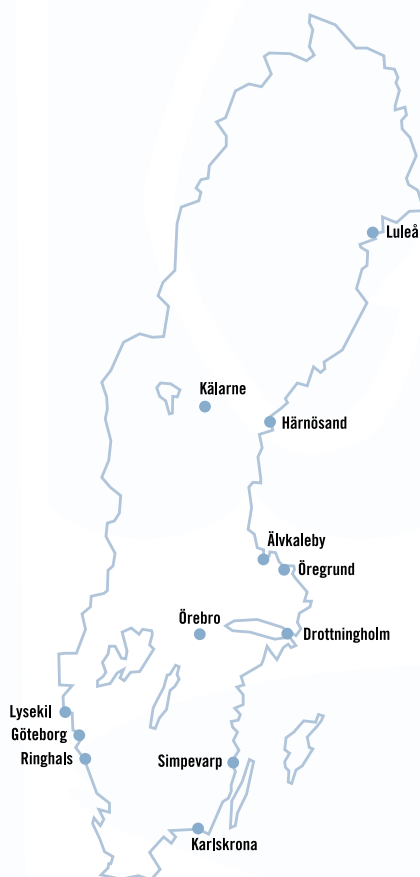 Luleå
Kälarne
Härnösand
Älvkaleby
Öregrund
Örebro
Drottningholm
Lysekil
Göteborg
Ringhals
Simpevarp
Karlskrona